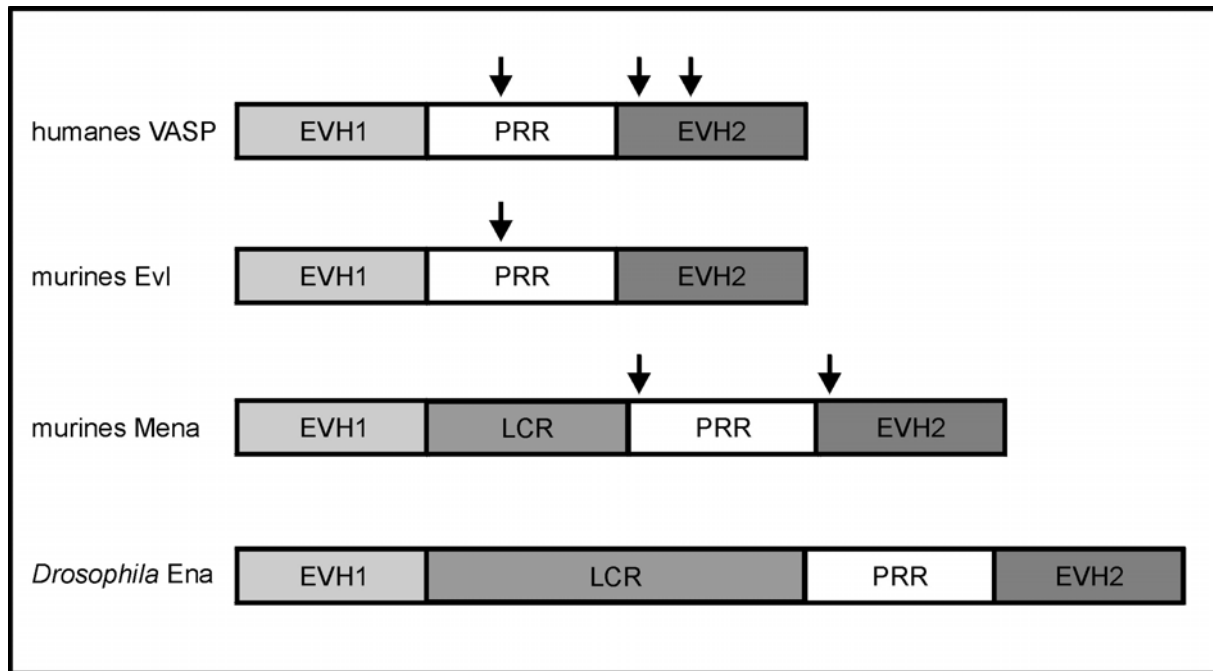 humanes VASP EVH1 PRR EVH2
murines Evl EVH1 PRR EVH2
murines Mena EVH1 LCR PRR EVH2
Drosophila Ena EVH1 LCR PRR EVH2